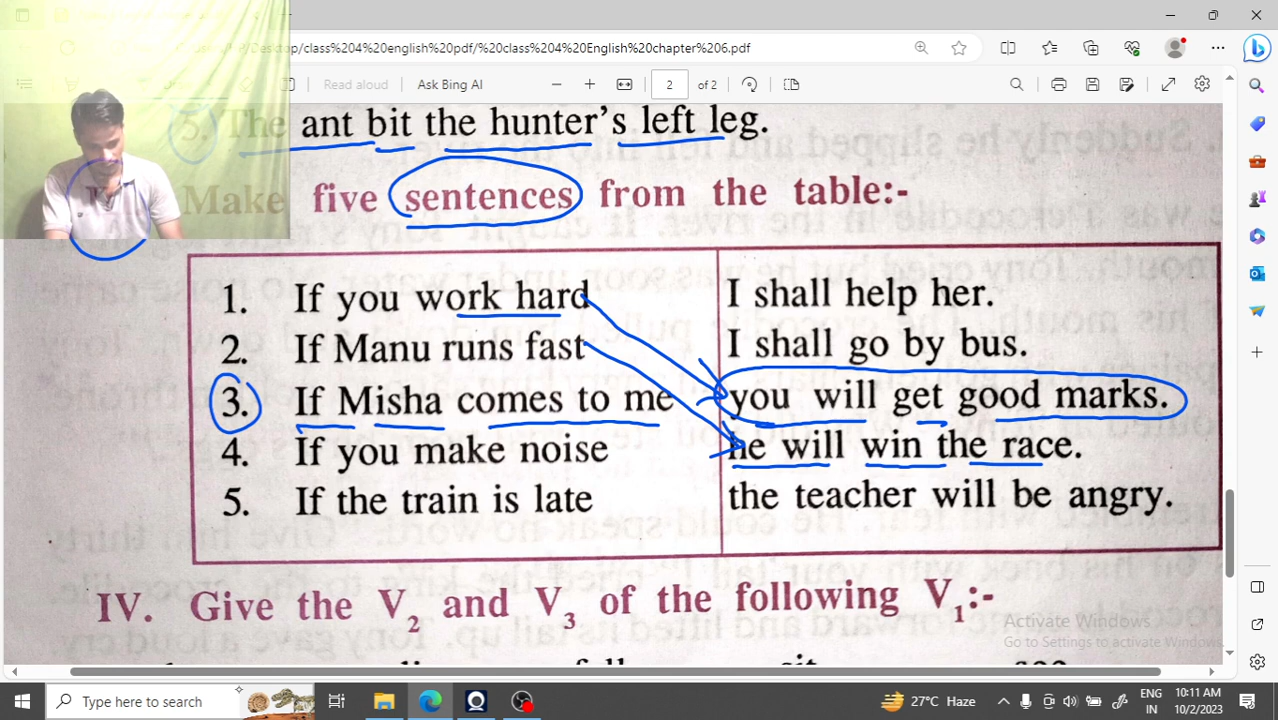 /Desktop/class%204%20english%20pdf/%20class%204%20English%20chapter%206.pdf
Read aloud Ask Bing AI 2 of 2
5. The ant bit the hunter's left leg.
Make five sentences from the table:-
1. If you work hard I shall help her.
2. If Manu runs fast I shall go by bus.
3. If Misha comes to me you will get good marks.
4. If you make noise he will win the race.
5. If the train is late the teacher will be angry.
IV. Give the V2 and V3 of the following V1:-
Activate Windows
Go to Settings to activate Windows.
Type here to search 27°C Haze ENG IN 10:11 AM 10/2/2023